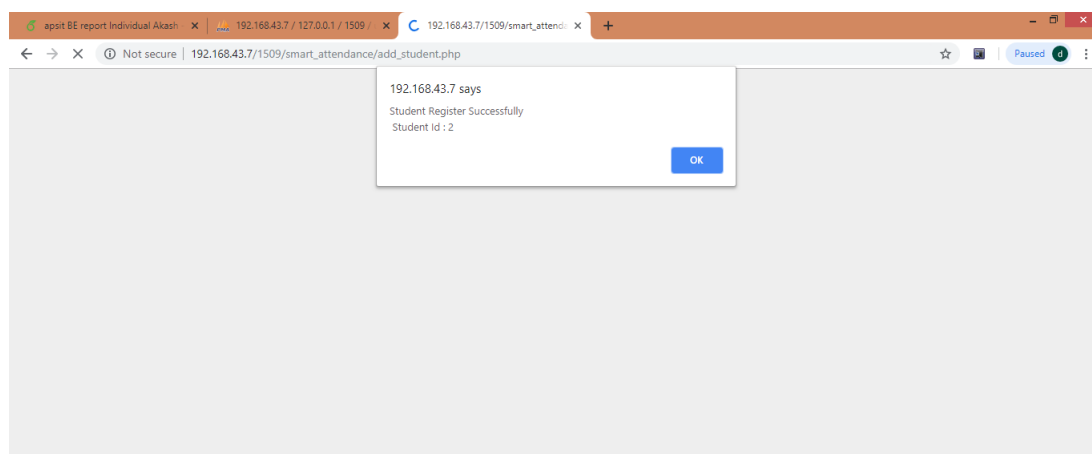 apsit BE report Individual Akash
192.168.43.7 / 127.0.0.1 / 1509 /
192.168.43.7/1509/smart_attenda
Not secure | 192.168.43.7/1509/smart_attendance/add_student.php
Paused d
192.168.43.7 says
Student Register Successfully
Student Id : 2
OK